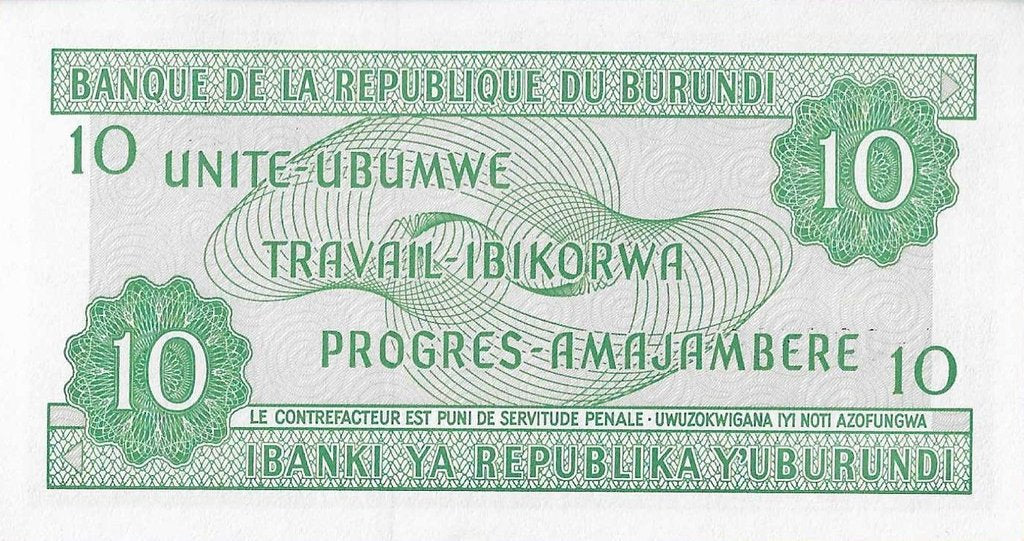 BANQUE DE LA REPUBLIQUE DU BURUNDI
10
10
UNITE-UBUMWE
TRAVAIL-IBIKORWA
PROGRES-AMAJAMBERE
10
10
LE CONTREFACTEUR EST PUNI DE SERVITUDE PENALE · UWUZOKWIGANA IYI NOTI AZOFUNGWA
IBANKI YA REPUBLIKA Y'UBURUNDI